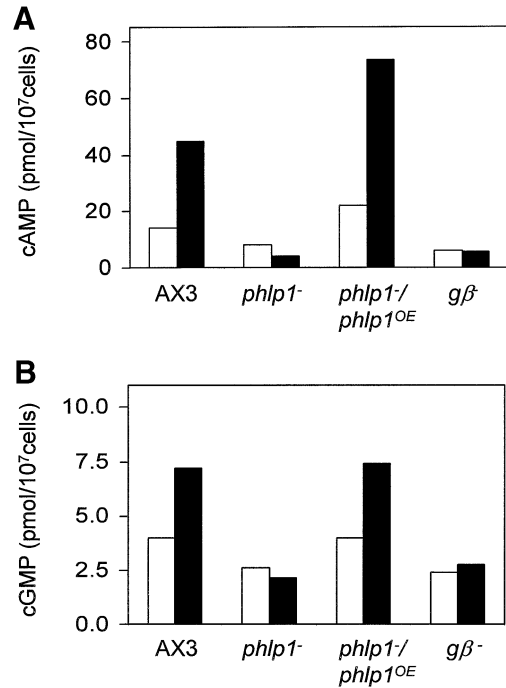 A
cAMP (pmol/10⁷cells)
80
60
40
20
0
AX3
phlp1⁻
phlp1⁻/
phlp1ᴼᴱ
gβ⁻
B
cGMP (pmol/10⁷cells)
10.0
7.5
5.0
2.5
0.0
AX3
phlp1⁻
phlp1⁻/
phlp1ᴼᴱ
gβ⁻